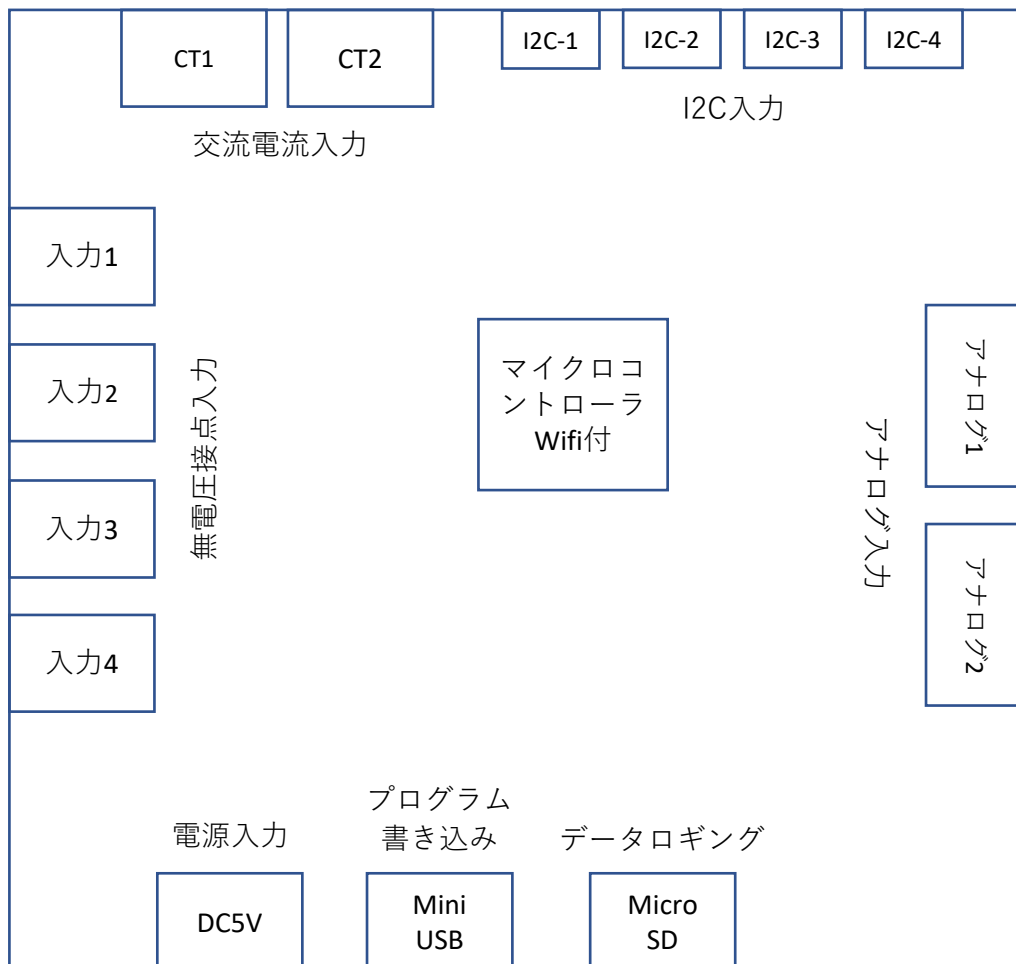 CT1
CT2
I2C-1
I2C-2
I2C-3
I2C-4
I2C入力
交流電流入力
入力1
入力2
入力3
入力4
無電圧接点入力
マイクロコ
ントローラ
Wifi付
アナログ1
アナログ2
アナログ入力
電源入力
プログラム
書き込み
データロギング
DC5V
Mini
USB
Micro
SD